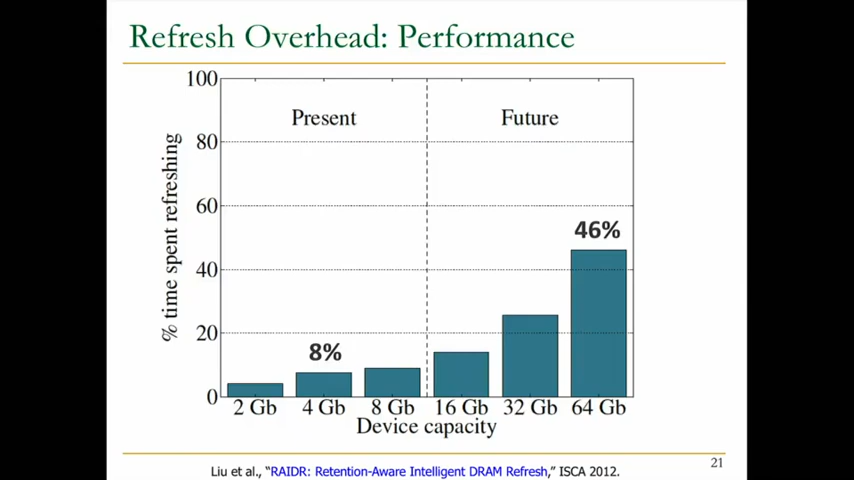 Refresh Overhead: Performance
100
80
60
40
20
0
% time spent refreshing
Present
Future
8%
46%
2 Gb 4 Gb 8 Gb 16 Gb 32 Gb 64 Gb
Device capacity
Liu et al., “RAIDR: Retention-Aware Intelligent DRAM Refresh,” ISCA 2012.
21